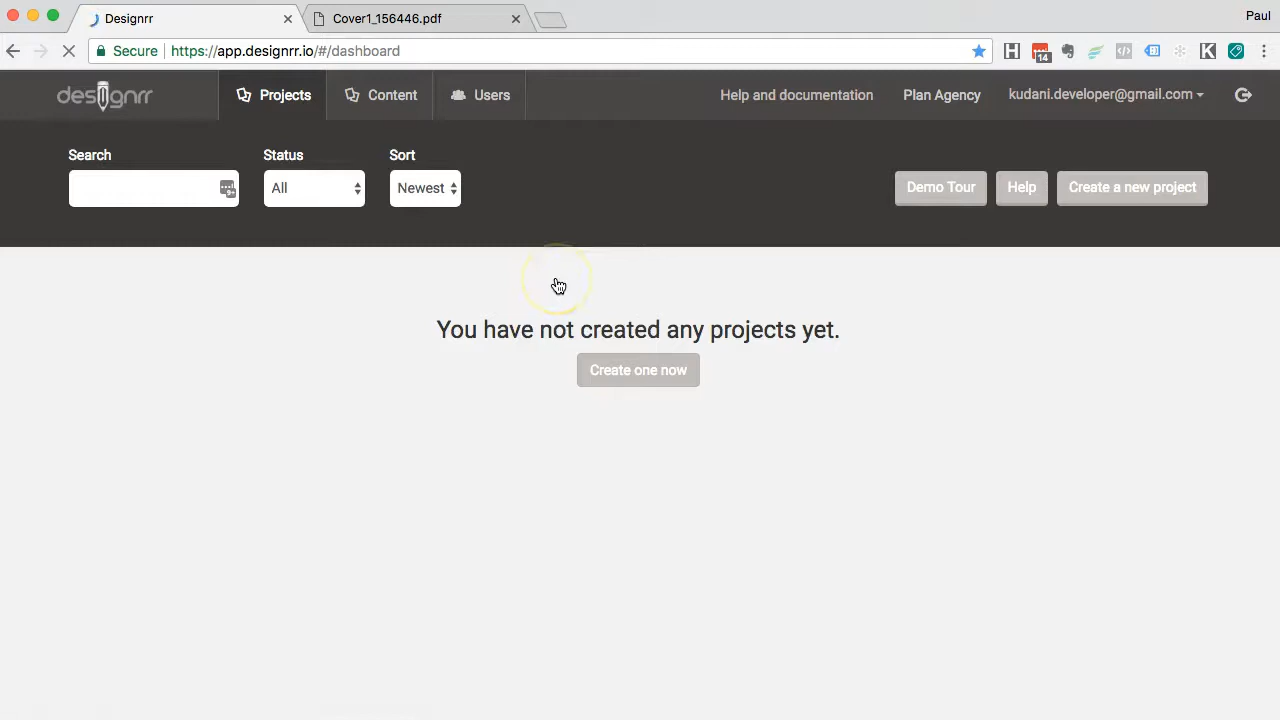 Designrr
Cover1_156446.pdf
Paul
Secure https://app.designrr.io/#/dashboard
14
designrr
Projects
Content
Users
Help and documentation
Plan Agency
kudani.developer@gmail.com
Search
Status
Sort
All
Newest
Demo Tour
Help
Create a new project
You have not created any projects yet.
Create one now